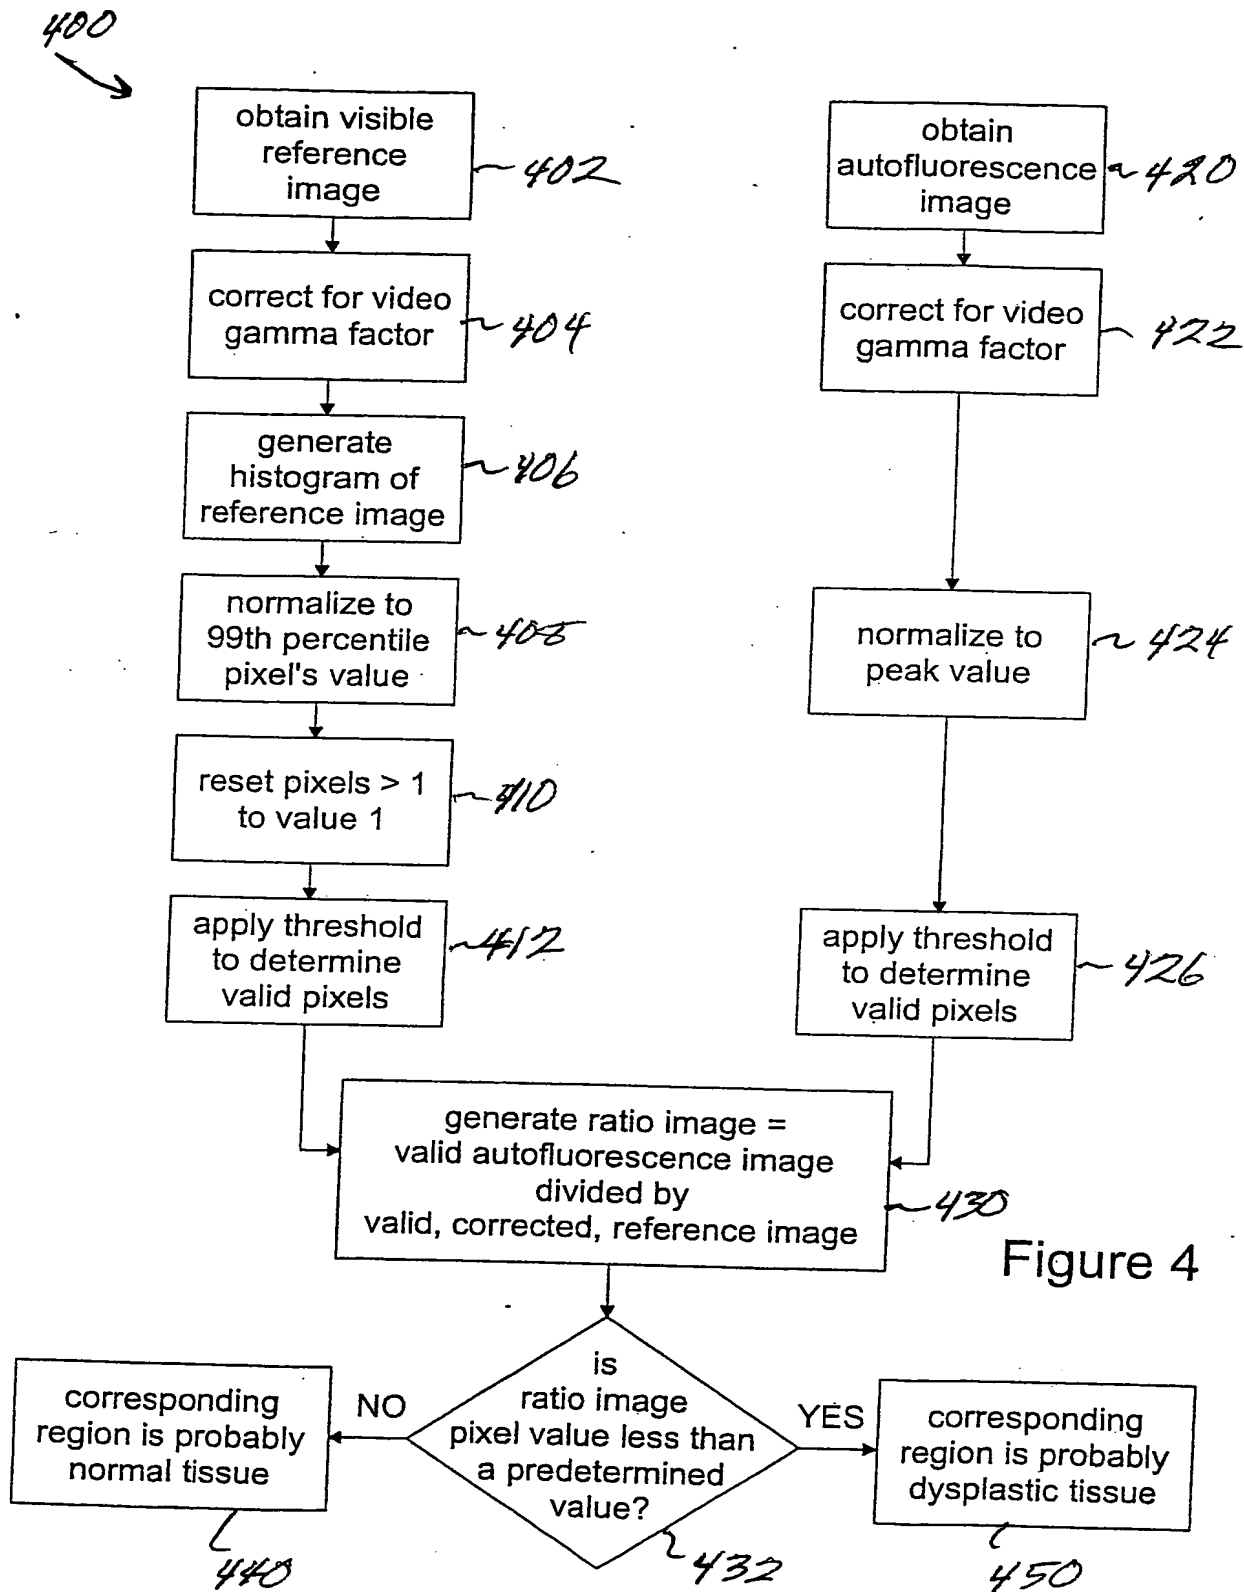 400
obtain visible
reference
image
402
correct for video
gamma factor
404
generate
histogram of
reference image
406
normalize to
99th percentile
pixel's value
408
reset pixels > 1
to value 1
410
apply threshold
to determine
valid pixels
412
obtain
autofluorescence
image
420
correct for video
gamma factor
422
normalize to
peak value
424
apply threshold
to determine
valid pixels
426
generate ratio image =
valid autofluorescence image
divided by
valid, corrected, reference image
430
Figure 4
is
ratio image
pixel value less than
a predetermined
value?
432
NO
corresponding
region is probably
normal tissue
440
YES
corresponding
region is probably
dysplastic tissue
450